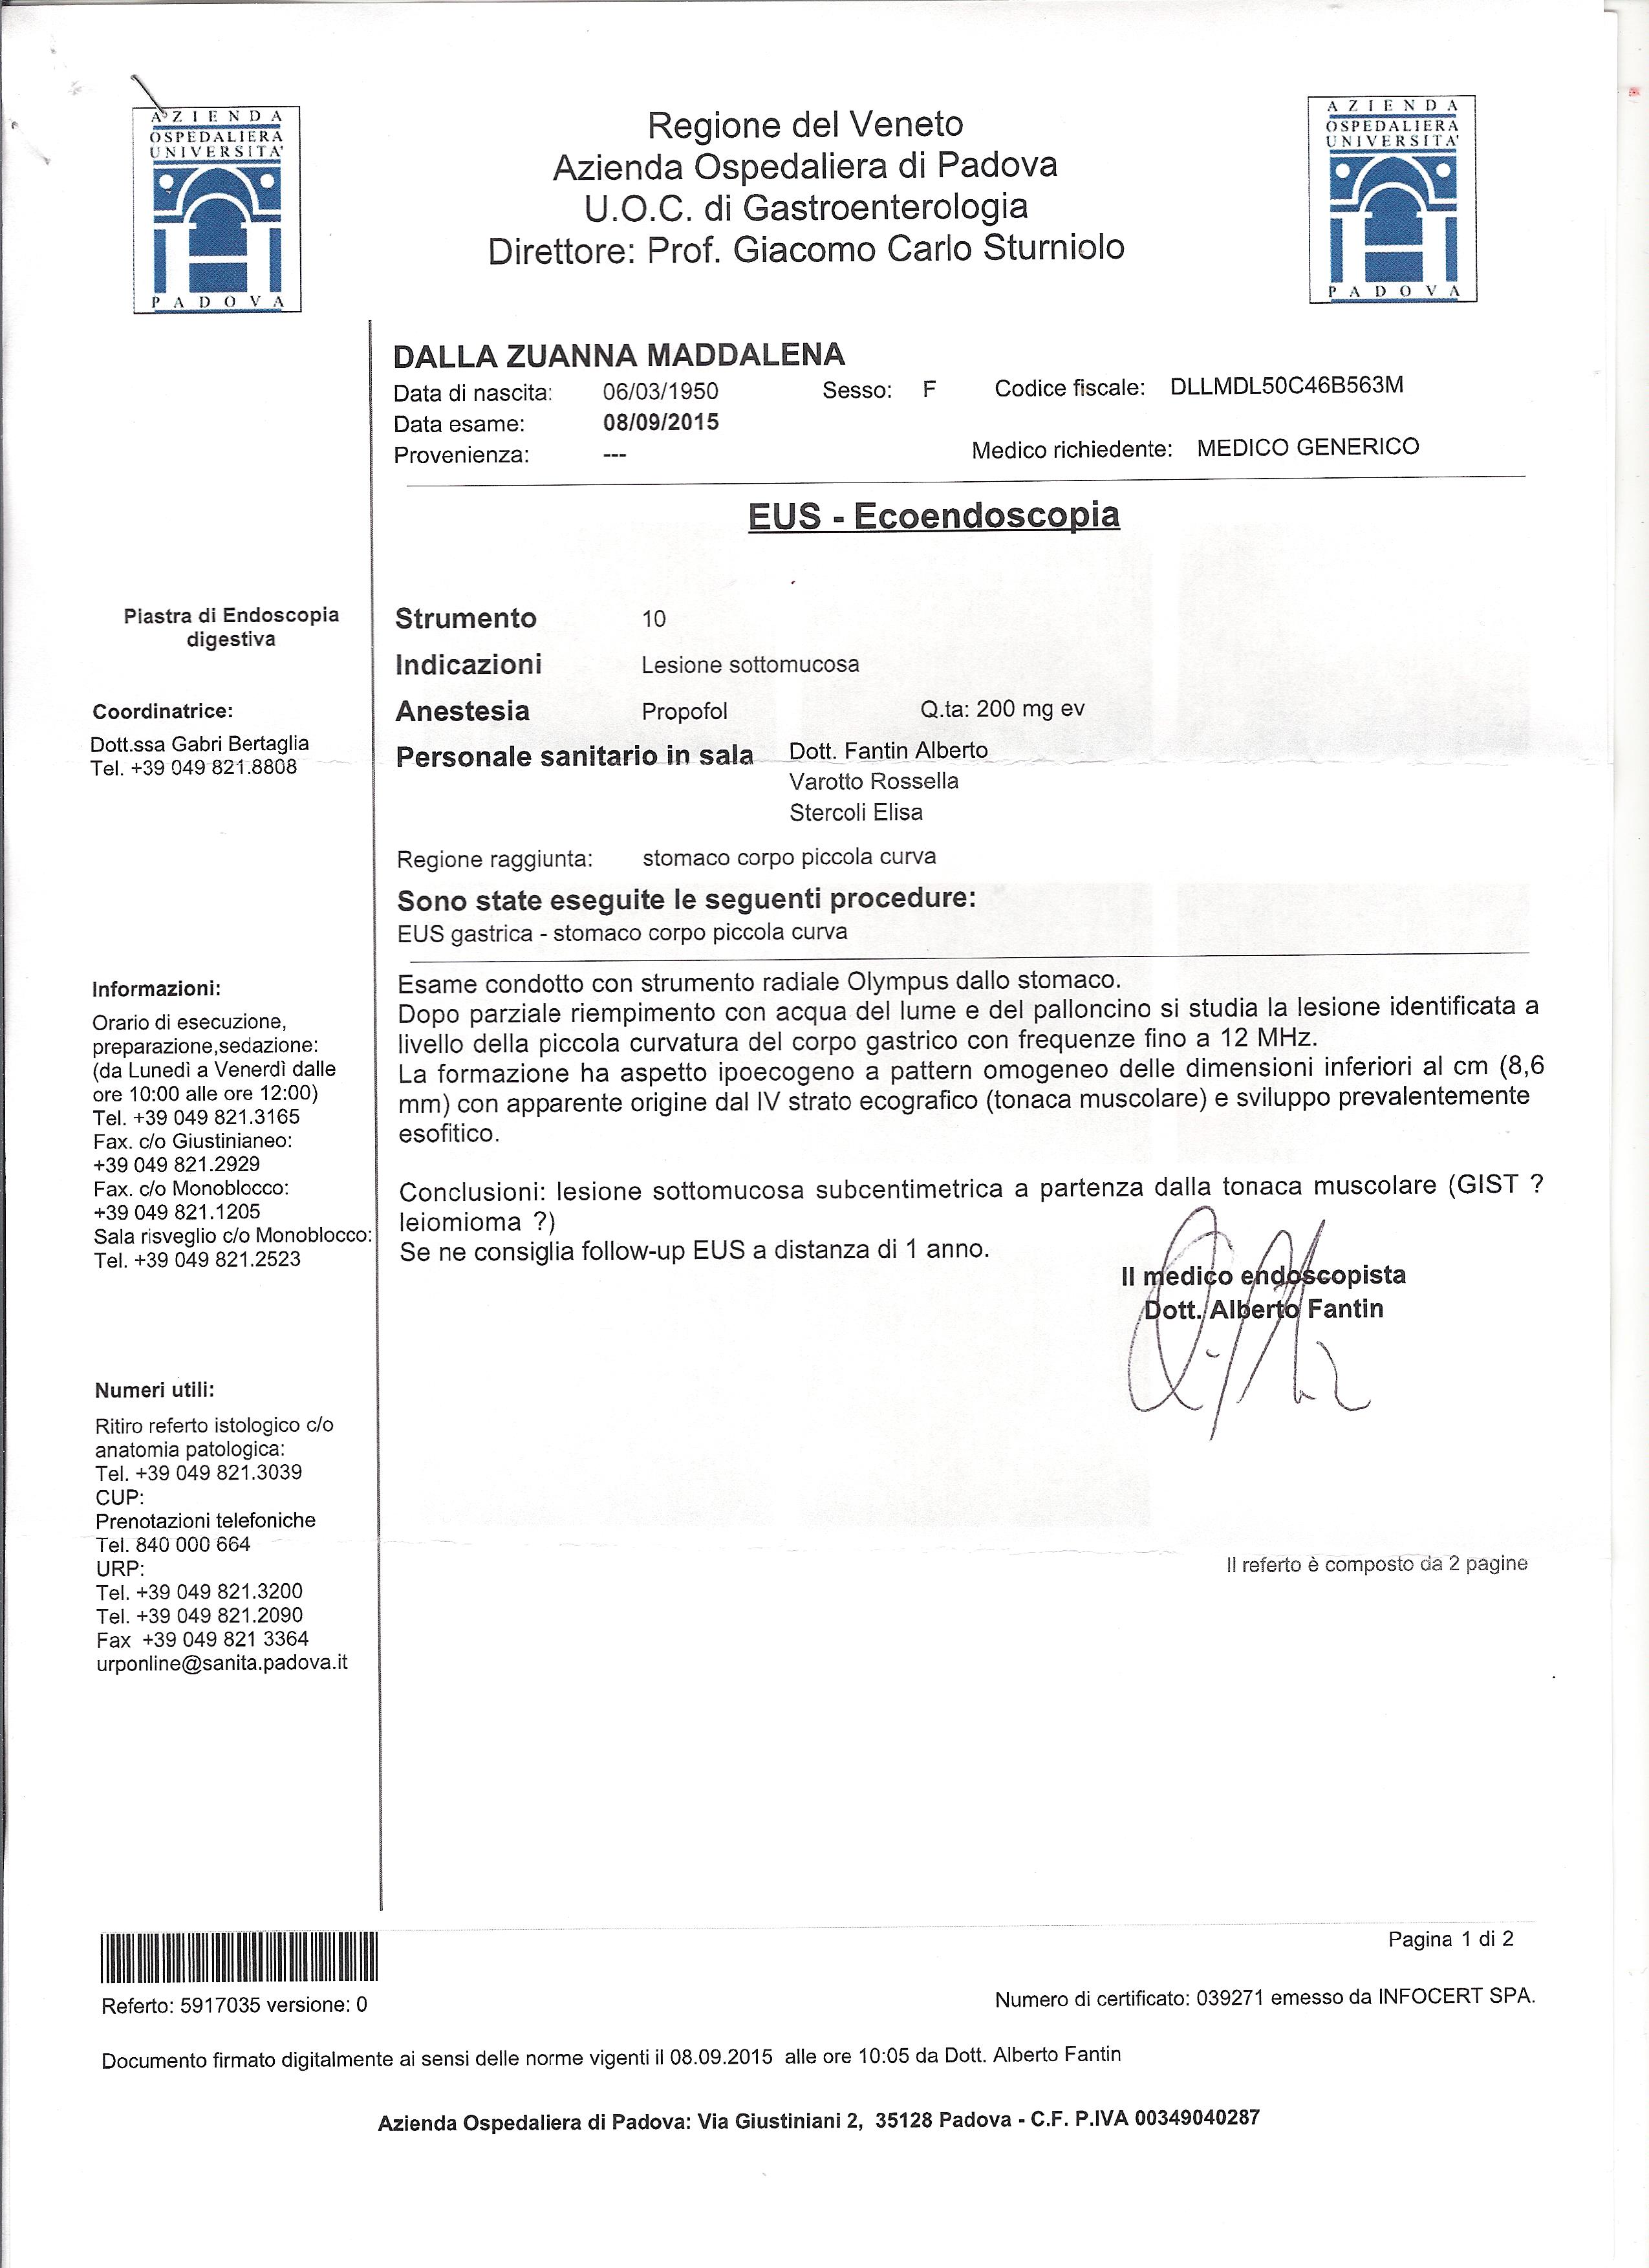 AZIENDA
OSPEDALIERA
UNIVERSITA'
PADOVA
Regione del Veneto
Azienda Ospedaliera di Padova
U.O.C. di Gastroenterologia
Direttore: Prof. Giacomo Carlo Sturniolo
AZIENDA
OSPEDALIERA
UNIVERSITA'
PADOVA
DALLA ZUANNA MADDALENA
Data di nascita: 06/03/1950 Sesso: F Codice fiscale: DLLMDL50C46B563M
Data esame: 08/09/2015
Provenienza: --- Medico richiedente: MEDICO GENERICO
EUS - Ecoendoscopia
Piastra di Endoscopia
digestiva
Coordinatrice:
Dott.ssa Gabri Bertaglia
Tel. +39 049 821.8808
Informazioni:
Orario di esecuzione,
preparazione,sedazione:
(da Lunedì a Venerdì dalle
ore 10:00 alle ore 12:00)
Tel. +39 049 821.3165
Fax. c/o Giustinianeo:
+39 049 821.2929
Fax. c/o Monoblocco:
+39 049 821.1205
Sala risveglio c/o Monoblocco:
Tel. +39 049 821.2523
Numeri utili:
Ritiro referto istologico c/o
anatomia patologica:
Tel. +39 049 821.3039
CUP:
Prenotazioni telefoniche
Tel. 840 000 664
URP:
Tel. +39 049 821.3200
Tel. +39 049 821.2090
Fax +39 049 821 3364
urponline@sanita.padova.it
Strumento 10
Indicazioni Lesione sottomucosa
Anestesia Propofol Q.ta: 200 mg ev
Personale sanitario in sala Dott. Fantin Alberto
Varotto Rossella
Stercoli Elisa
Regione raggiunta: stomaco corpo piccola curva
Sono state eseguite le seguenti procedure:
EUS gastrica - stomaco corpo piccola curva
Esame condotto con strumento radiale Olympus dallo stomaco.
Dopo parziale riempimento con acqua del lume e del palloncino si studia la lesione identificata a
livello della piccola curvatura del corpo gastrico con frequenze fino a 12 MHz.
La formazione ha aspetto ipoecogeno a pattern omogeneo delle dimensioni inferiori al cm (8,6
mm) con apparente origine dal IV strato ecografico (tonaca muscolare) e sviluppo prevalentemente
esofitico.
Conclusioni: lesione sottomucosa subcentimetrica a partenza dalla tonaca muscolare (GIST ?
leiomioma ?)
Se ne consiglia follow-up EUS a distanza di 1 anno.
Il medico endoscopista
Dott. Alberto Fantin
Il referto è composto da 2 pagine
Pagina 1 di 2
Referto: 5917035 versione: 0
Numero di certificato: 039271 emesso da INFOCERT SPA.
Documento firmato digitalmente ai sensi delle norme vigenti il 08.09.2015 alle ore 10:05 da Dott. Alberto Fantin
Azienda Ospedaliera di Padova: Via Giustiniani 2, 35128 Padova - C.F. P.IVA 00349040287